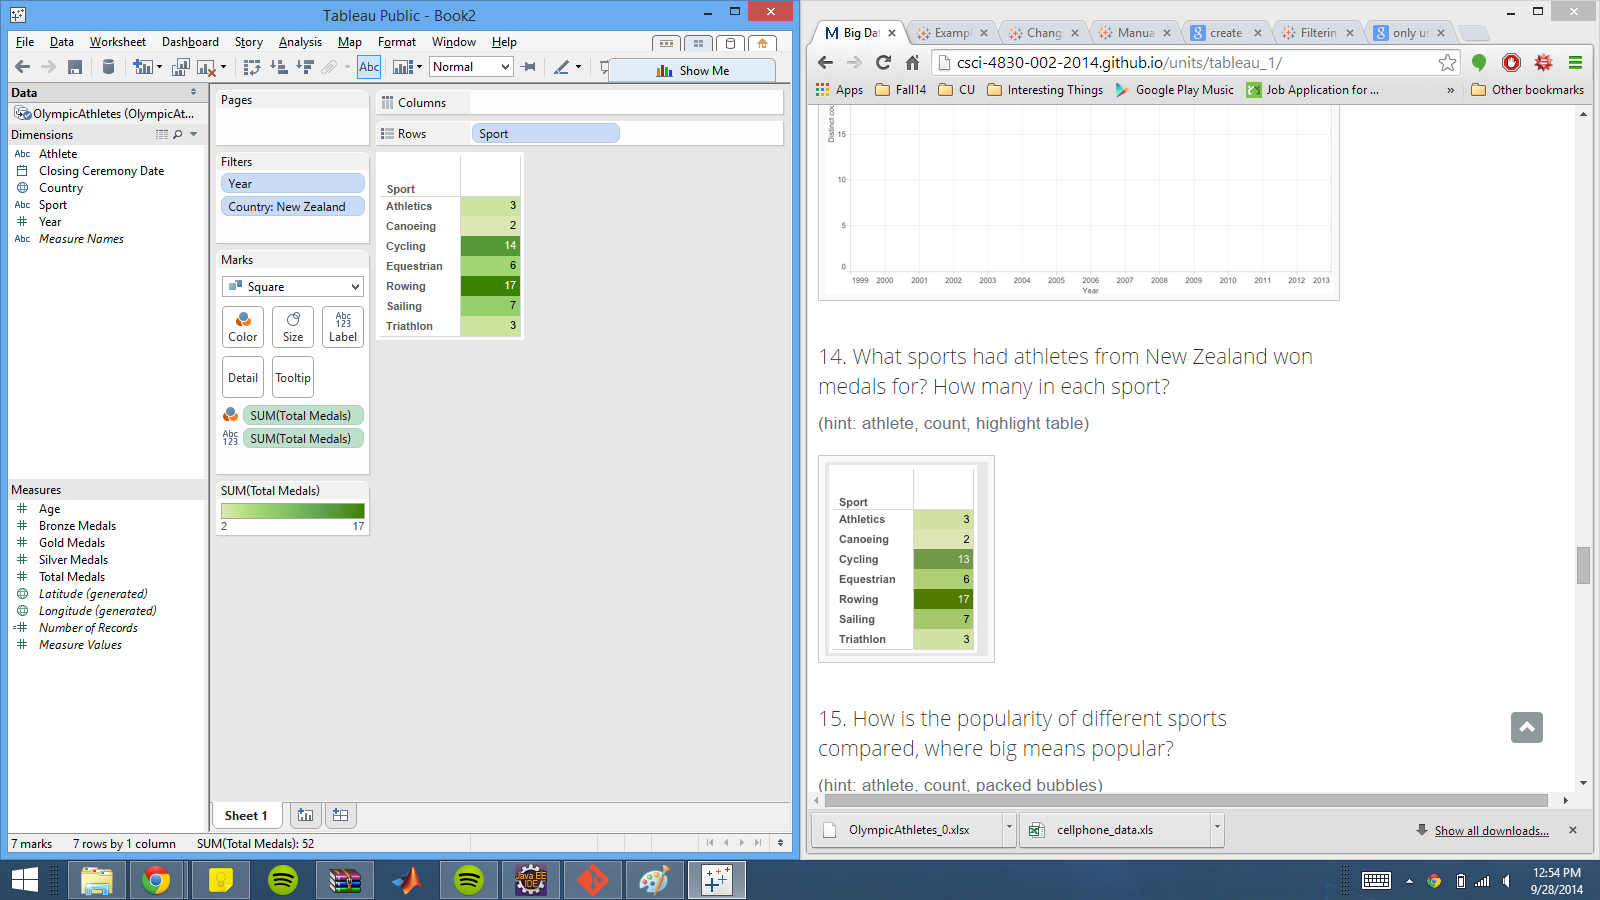 Tableau Public - Book2
File Data Worksheet Dashboard Story Analysis Map Format Window Help
Abc Normal Show Me
Data
OlympicAthletes (OlympicAt...
Dimensions
Abc Athlete
Closing Ceremony Date
Country
Abc Sport
Year
Abc Measure Names
Measures
Age
Bronze Medals
Gold Medals
Silver Medals
Total Medals
Latitude (generated)
Longitude (generated)
Number of Records
Measure Values
Pages
Filters
Year
Country: New Zealand
Marks
Square
Color Size Abc 123 Label
Detail Tooltip
SUM(Total Medals)
Abc 123 SUM(Total Medals)
SUM(Total Medals)
2 17
Columns
Rows Sport
Sport
Athletics 3
Canoeing 2
Cycling 14
Equestrian 6
Rowing 17
Sailing 7
Triathlon 3
Sheet 1
7 marks 7 rows by 1 column SUM(Total Medals): 52
M Big Dat Exampl Chang Manua g create Filterin g only us
csci-4830-002-2014.github.io/units/tableau_1/
Apps Fall14 CU Interesting Things Google Play Music Job Application for ... » Other bookmarks
Distinct cou
15
10
5
0
1999 2000 2001 2002 2003 2004 2005 2006 2007 2008 2009 2010 2011 2012 2013
Year
14. What sports had athletes from New Zealand won
medals for? How many in each sport?
(hint: athlete, count, highlight table)
Sport
Athletics 3
Canoeing 2
Cycling 13
Equestrian 6
Rowing 17
Sailing 7
Triathlon 3
15. How is the popularity of different sports
compared, where big means popular?
(hint: athlete, count, packed bubbles)
OlympicAthletes_0.xlsx cellphone_data.xls Show all downloads...
Java EE
IDE
12:54 PM
9/28/2014